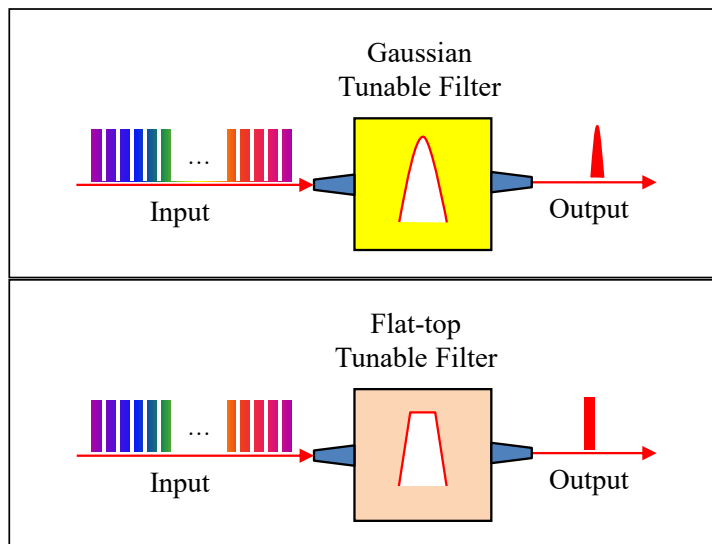 Gaussian
Tunable Filter
...
Input
Output
Flat-top
Tunable Filter
...
Input
Output